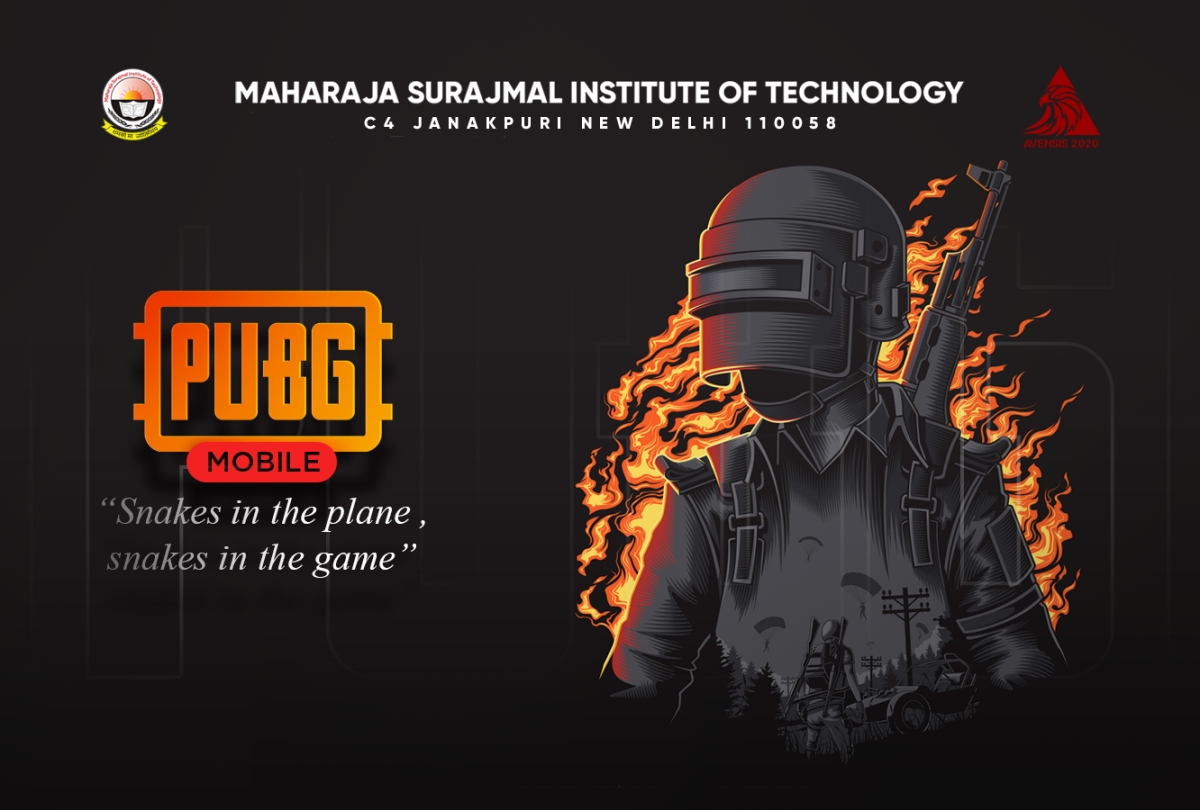 MAHARAJA SURAJMAL INSTITUTE OF TECHNOLOGY
C4 JANAKPURI NEW DELHI 110058
AVENSIS 2020
PUBG
MOBILE
“Snakes in the plane ,
snakes in the game”